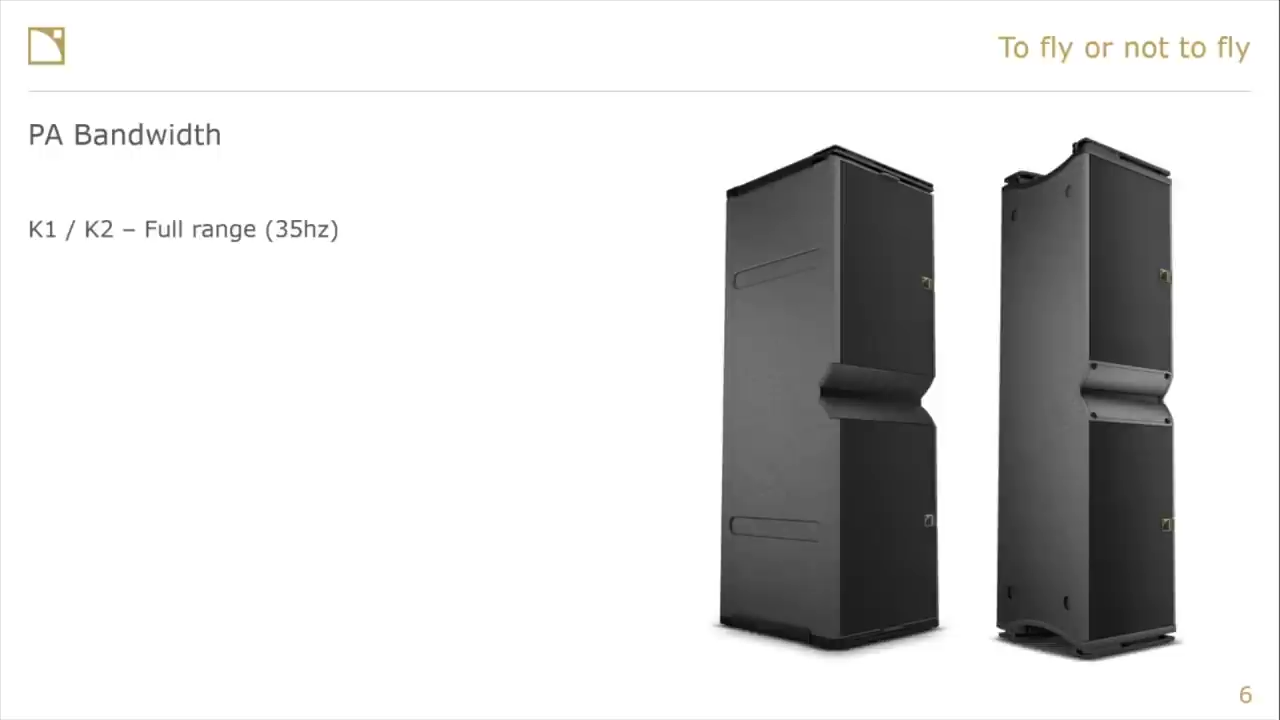 To fly or not to fly
PA Bandwidth
K1 / K2 – Full range (35hz)
6